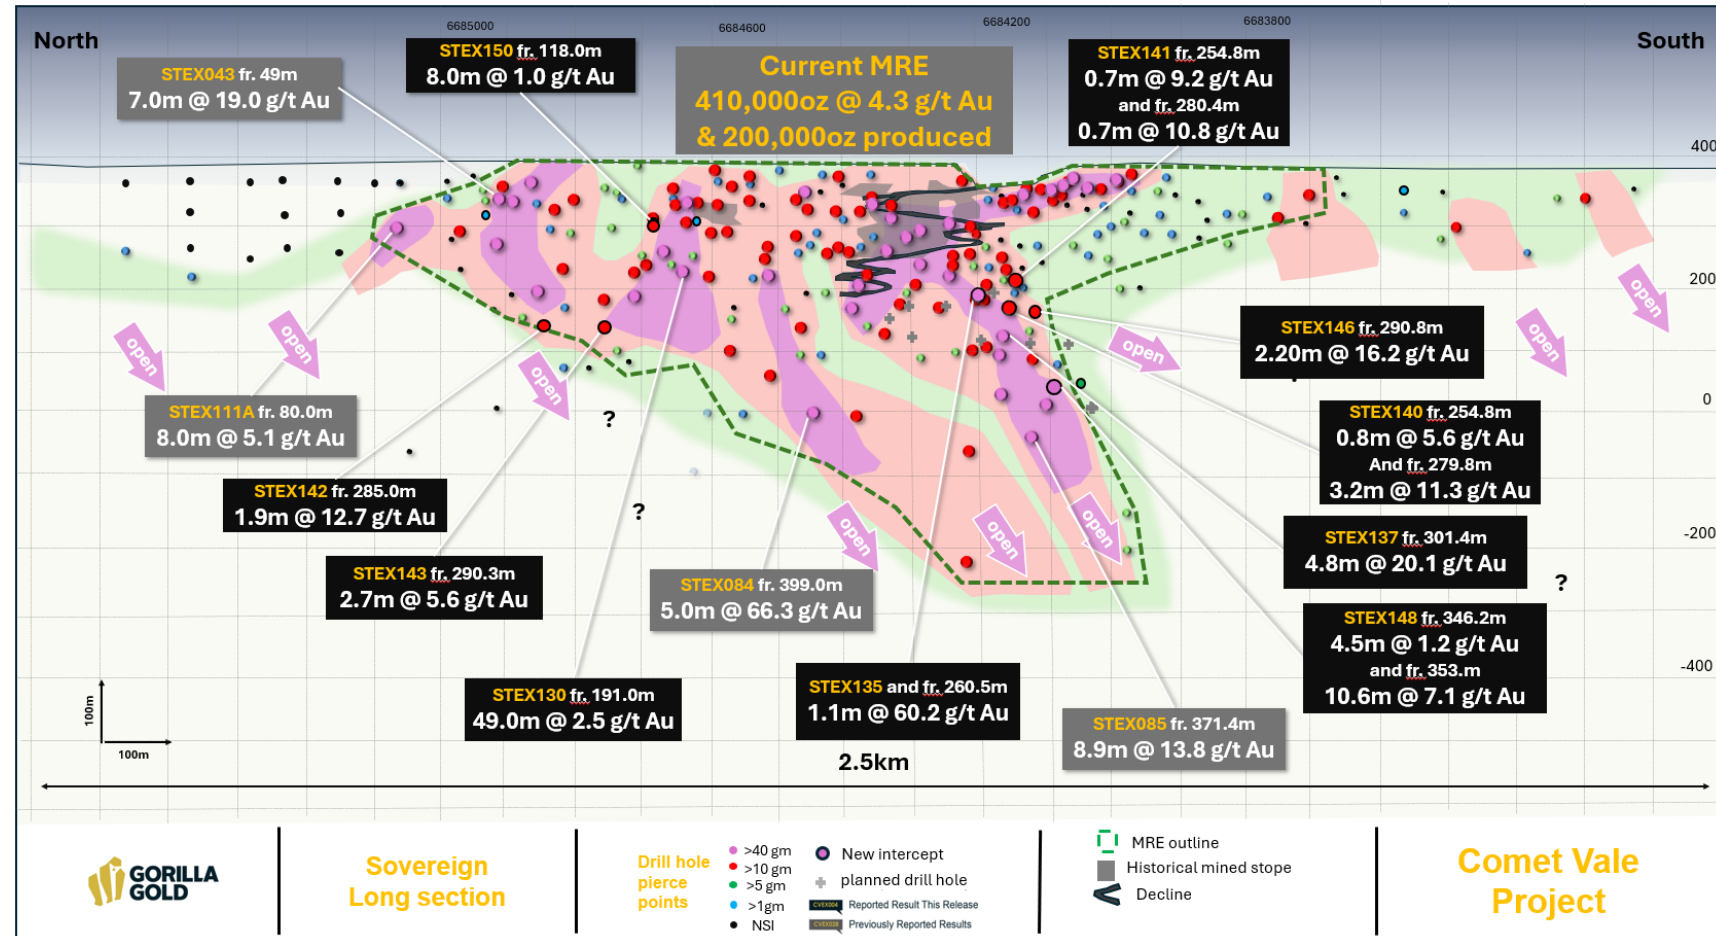 6685000
6684600
6684200
6683800
North
South
STEX043 fr. 49m
7.0m @ 19.0 g/t Au
STEX150 fr. 118.0m
8.0m @ 1.0 g/t Au
Current MRE
410,000oz @ 4.3 g/t Au
& 200,000oz produced
STEX141 fr. 254.8m
0.7m @ 9.2 g/t Au
and fr. 280.4m
0.7m @ 10.8 g/t Au
400
200
0
-200
-400
open
open
open
open
open
open
open
open
open
STEX146 fr. 290.8m
2.20m @ 16.2 g/t Au
STEX111A fr. 80.0m
8.0m @ 5.1 g/t Au
?
STEX140 fr. 254.8m
0.8m @ 5.6 g/t Au
And fr. 279.8m
3.2m @ 11.3 g/t Au
STEX142 fr. 285.0m
1.9m @ 12.7 g/t Au
?
STEX137 fr. 301.4m
4.8m @ 20.1 g/t Au
STEX143 fr. 290.3m
2.7m @ 5.6 g/t Au
STEX084 fr. 399.0m
5.0m @ 66.3 g/t Au
?
STEX148 fr. 346.2m
4.5m @ 1.2 g/t Au
and fr. 353.m
10.6m @ 7.1 g/t Au
STEX130 fr. 191.0m
49.0m @ 2.5 g/t Au
STEX135 and fr. 260.5m
1.1m @ 60.2 g/t Au
STEX085 fr. 371.4m
8.9m @ 13.8 g/t Au
100m
100m
2.5km
GORILLA
GOLD
Sovereign
Long section
Drill hole
pierce
points
>40 gm
>10 gm
>5 gm
>1gm
NSI
New intercept
planned drill hole
CVEX004 Reported Result This Release
CVEX028 Previously Reported Results
MRE outline
Historical mined stope
Decline
Comet Vale
Project